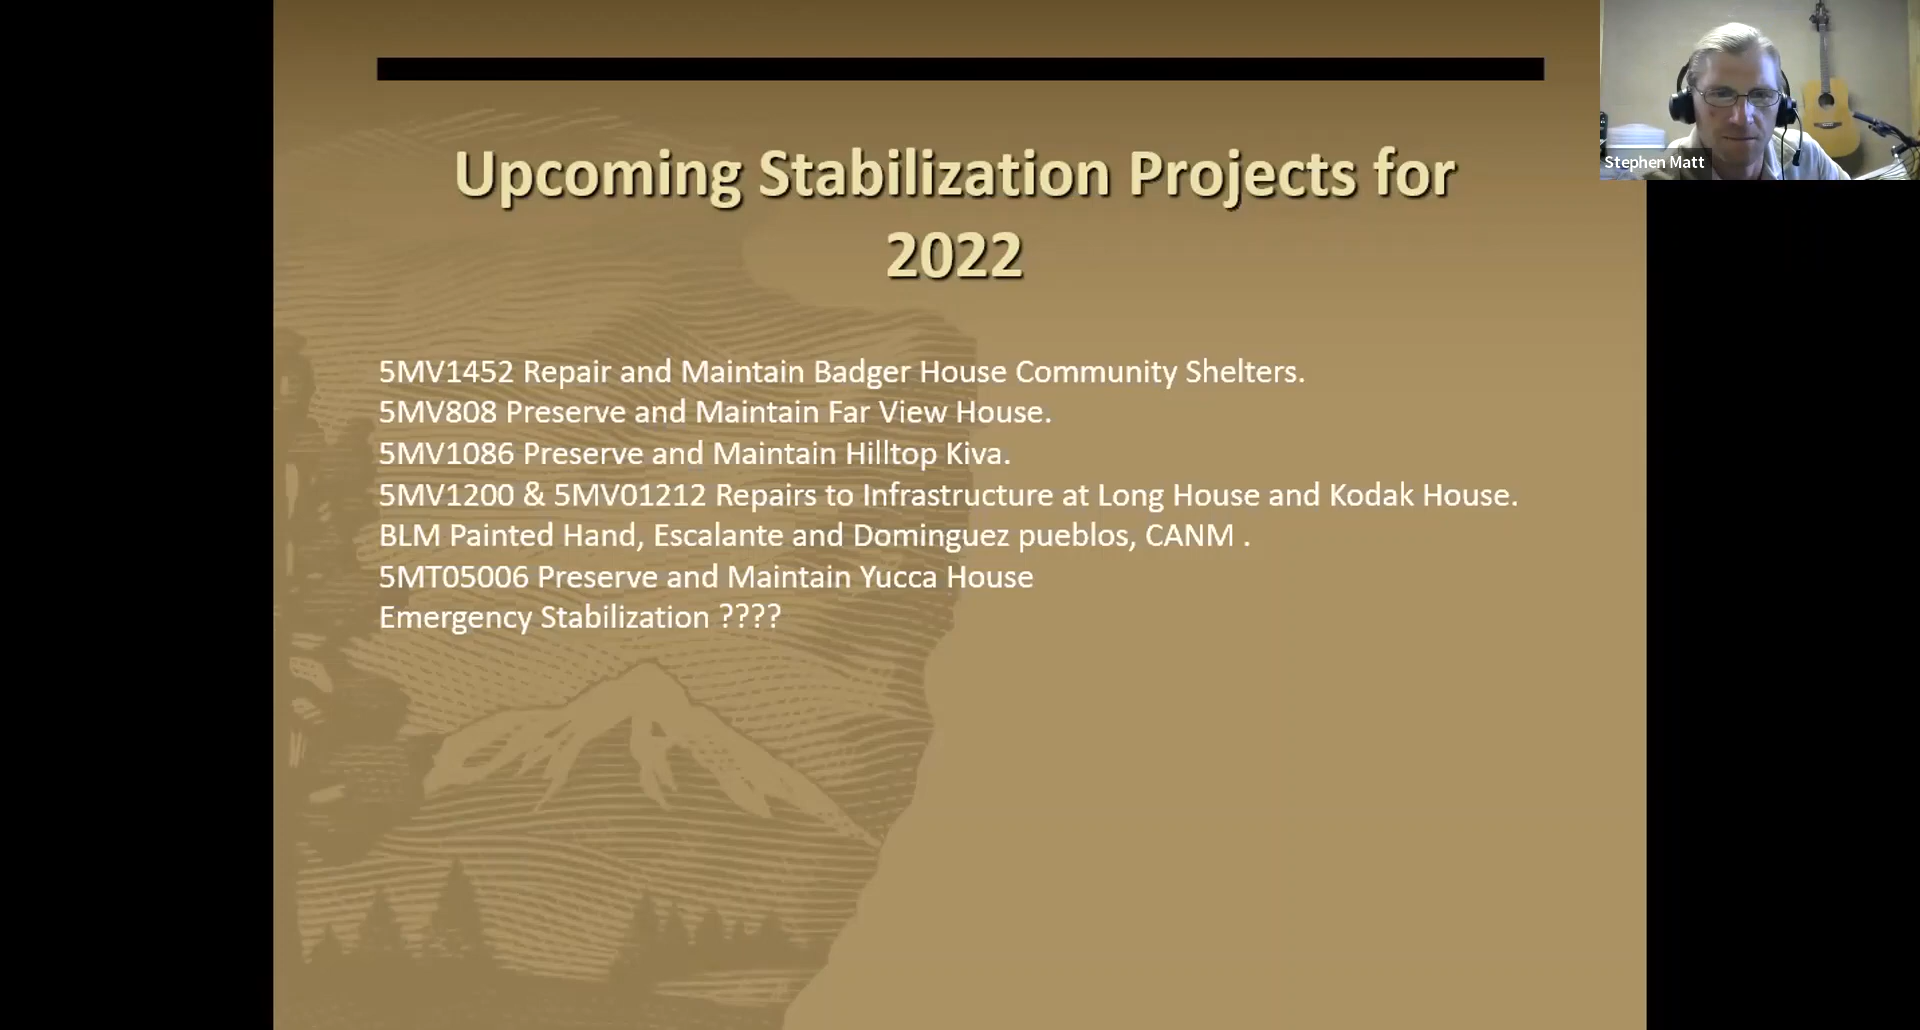 Upcoming Stabilization Projects for
2022
5MV1452 Repair and Maintain Badger House Community Shelters.
5MV808 Preserve and Maintain Far View House.
5MV1086 Preserve and Maintain Hilltop Kiva.
5MV1200 & 5MV01212 Repairs to Infrastructure at Long House and Kodak House.
BLM Painted Hand, Escalante and Dominguez pueblos, CANM .
5MT05006 Preserve and Maintain Yucca House
Emergency Stabilization ????
Stephen Matt